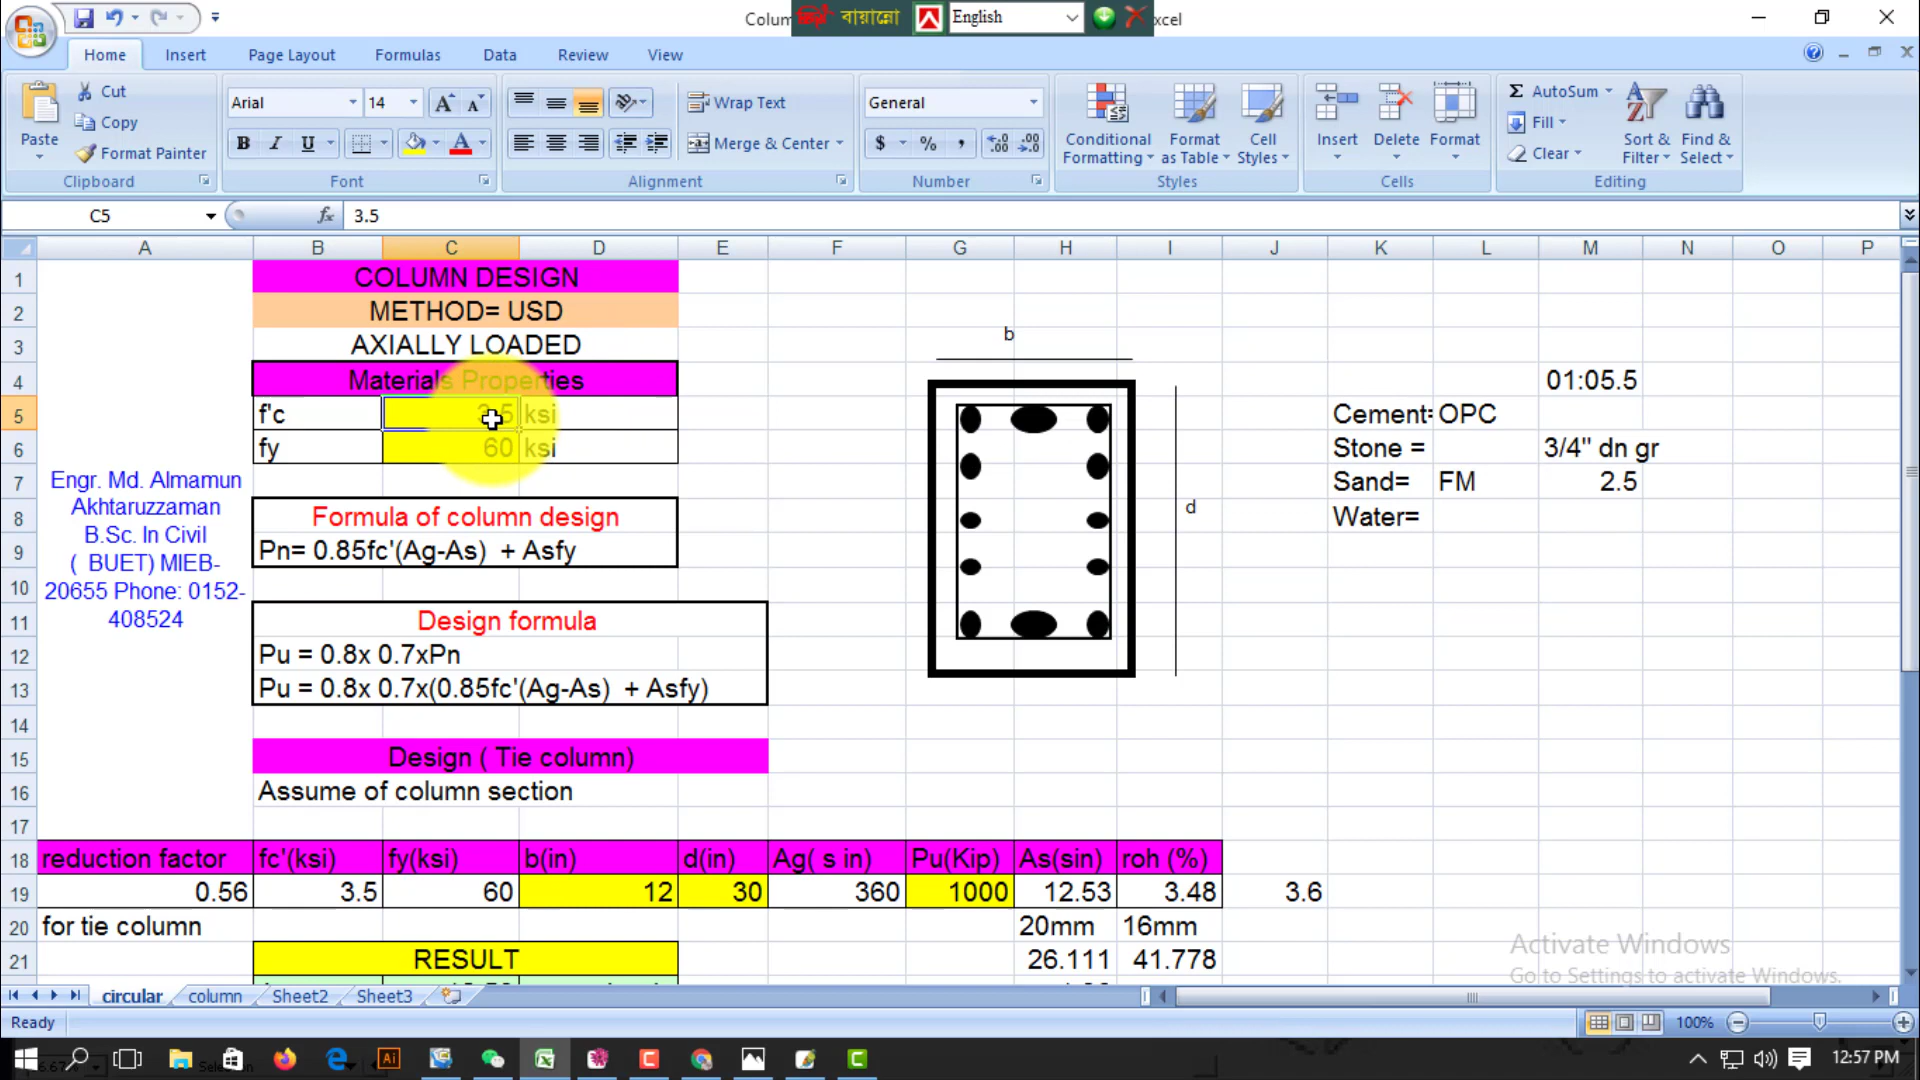 Colum
বায়ান্নো
English
xcel
Home Insert Page Layout Formulas Data Review View
Paste
Cut
Copy
Format Painter
Clipboard
Arial
14
B I U
Font
Wrap Text
Merge & Center
Alignment
General
$ % ,
Number
Conditional Formatting
Format as Table
Cell Styles
Styles
Insert
Delete
Format
Cells
Σ AutoSum
Fill
Clear
Sort & Filter
Find & Select
Editing
C5 fx 3.5
A B C D E F G H I J K L M N O P
1 COLUMN DESIGN
2 METHOD= USD
3 AXIALLY LOADED
b
4 Materials Properties 01:05.5
5 f'c 3.5 ksi Cement= OPC
6 fy 60 ksi Stone = 3/4" dn gr
7 Sand= FM 2.5
Engr. Md. Almamun
Akhtaruzzaman
B.Sc. In Civil
( BUET) MIEB-
20655 Phone: 0152-
408524
d
8 Formula of column design Water=
9 Pn= 0.85fc'(Ag-As) + Asfy
10
11 Design formula
12 Pu = 0.8x 0.7xPn
13 Pu = 0.8x 0.7x(0.85fc'(Ag-As) + Asfy)
14
15 Design ( Tie column)
16 Assume of column section
17
18 reduction factor fc'(ksi) fy(ksi) b(in) d(in) Ag( s in) Pu(Kip) As(sin) roh (%)
19 0.56 3.5 60 12 30 360 1000 12.53 3.48 3.6
20 for tie column 20mm 16mm
21 RESULT 26.111 41.778
Activate Windows
Go to Settings to activate Windows.
circular column Sheet2 Sheet3
Ready 100%
12:57 PM